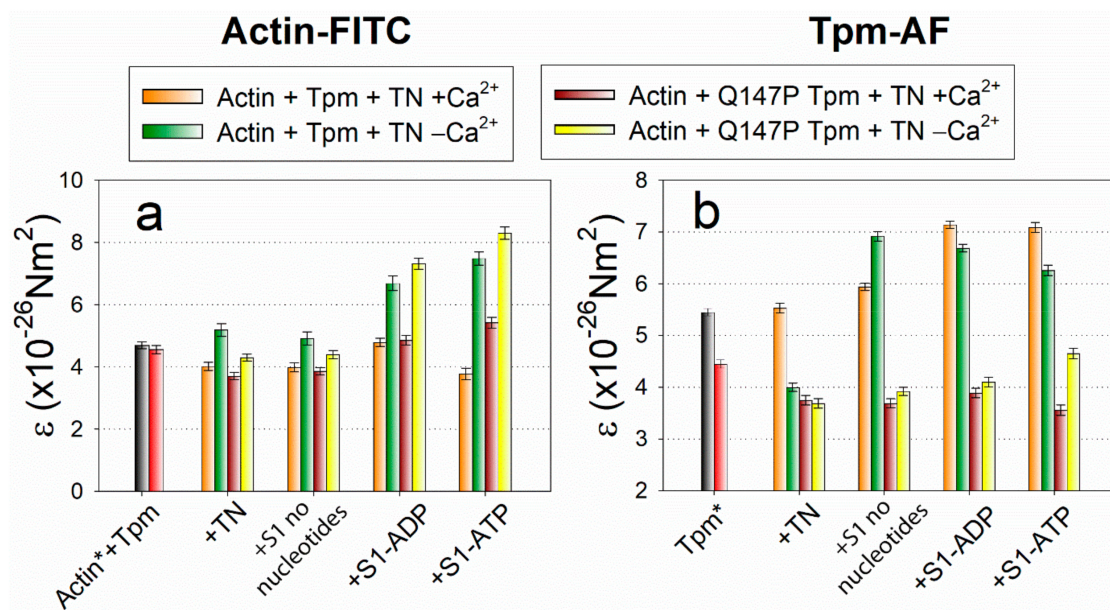 Actin-FITC
Tpm-AF
Actin + Tpm + TN +Ca²⁺
Actin + Tpm + TN –Ca²⁺
Actin + Q147P Tpm + TN +Ca²⁺
Actin + Q147P Tpm + TN –Ca²⁺
a
ε (x10⁻²⁶Nm²)
10
8
6
4
2
0
Actin*+Tpm
+TN
+S1 no
nucleotides
+S1-ADP
+S1-ATP
b
ε (x10⁻²⁶Nm²)
8
7
6
5
4
3
2
Tpm*
+TN
+S1 no
nucleotides
+S1-ADP
+S1-ATP